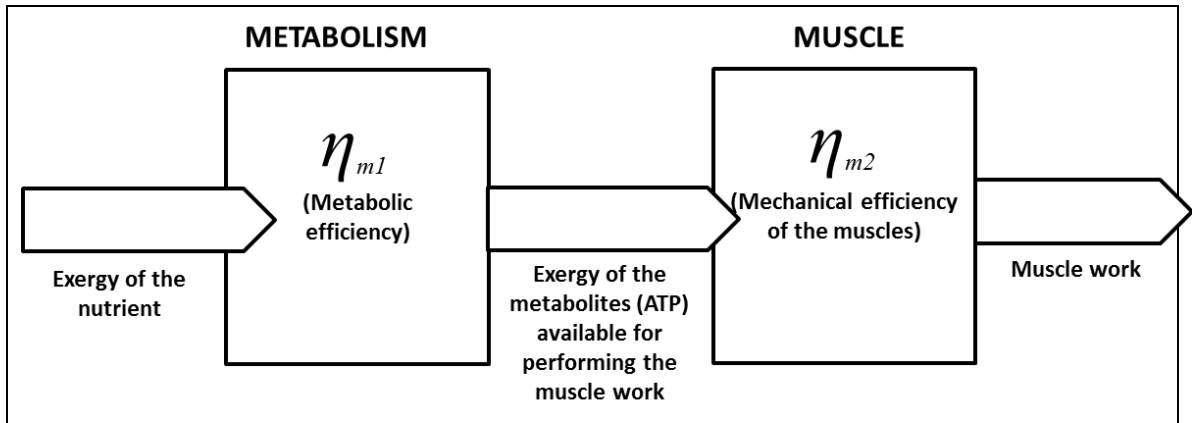 METABOLISM
MUSCLE
η m1
(Metabolic
efficiency)
η m2
(Mechanical efficiency
of the muscles)
Exergy of the
nutrient
Exergy of the
metabolites (ATP)
available for
performing the
muscle work
Muscle work